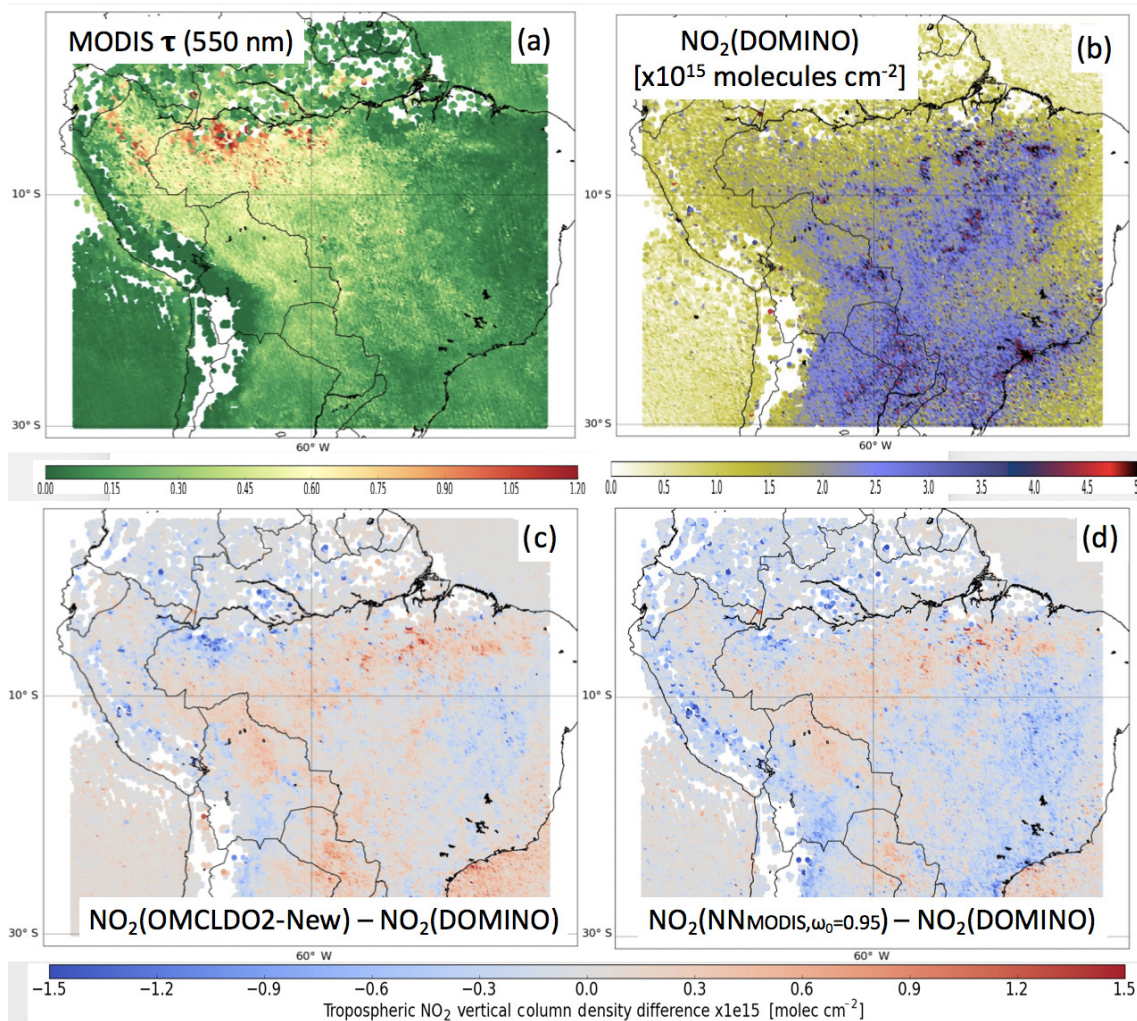 MODIS τ (550 nm)
(a)
10° S
30° S
60° W
0.00 0.15 0.30 0.45 0.60 0.75 0.90 1.05 1.20
NO₂(DOMINO)
[x10¹⁵ molecules cm⁻²]
(b)
10° S
30° S
60° W
0.0 0.5 1.0 1.5 2.0 2.5 3.0 3.5 4.0 4.5 5
(c)
10° S
NO₂(OMCLDO2-New) – NO₂(DOMINO)
30° S
60° W
(d)
10° S
NO₂(NNMODIS,ω₀=0.95) – NO₂(DOMINO)
30° S
60° W
−1.5 −1.2 −0.9 −0.6 −0.3 0.0 0.3 0.6 0.9 1.2 1.5
Tropospheric NO₂ vertical column density difference x1e15 [molec cm⁻²]